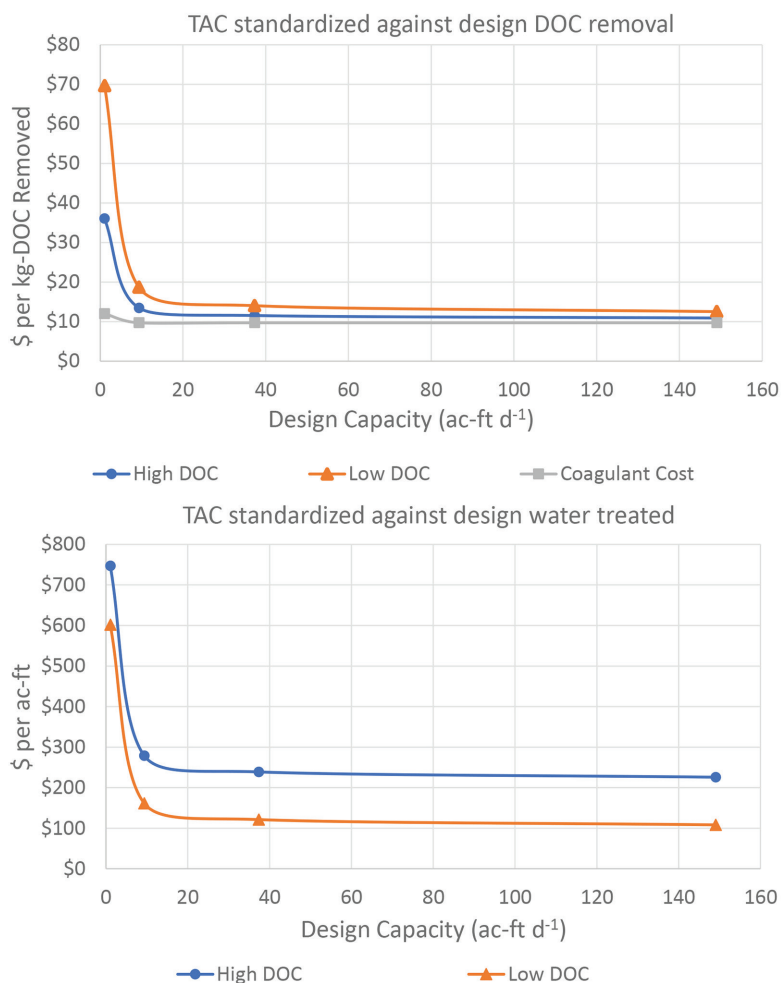 TAC standardized against design DOC removal
$ per kg-DOC Removed
$80
$70
$60
$50
$40
$30
$20
$10
$0
0 20 40 60 80 100 120 140 160
Design Capacity (ac-ft d⁻¹)
High DOC Low DOC Coagulant Cost
TAC standardized against design water treated
$ per ac-ft
$800
$700
$600
$500
$400
$300
$200
$100
$0
0 20 40 60 80 100 120 140 160
Design Capacity (ac-ft d⁻¹)
High DOC Low DOC